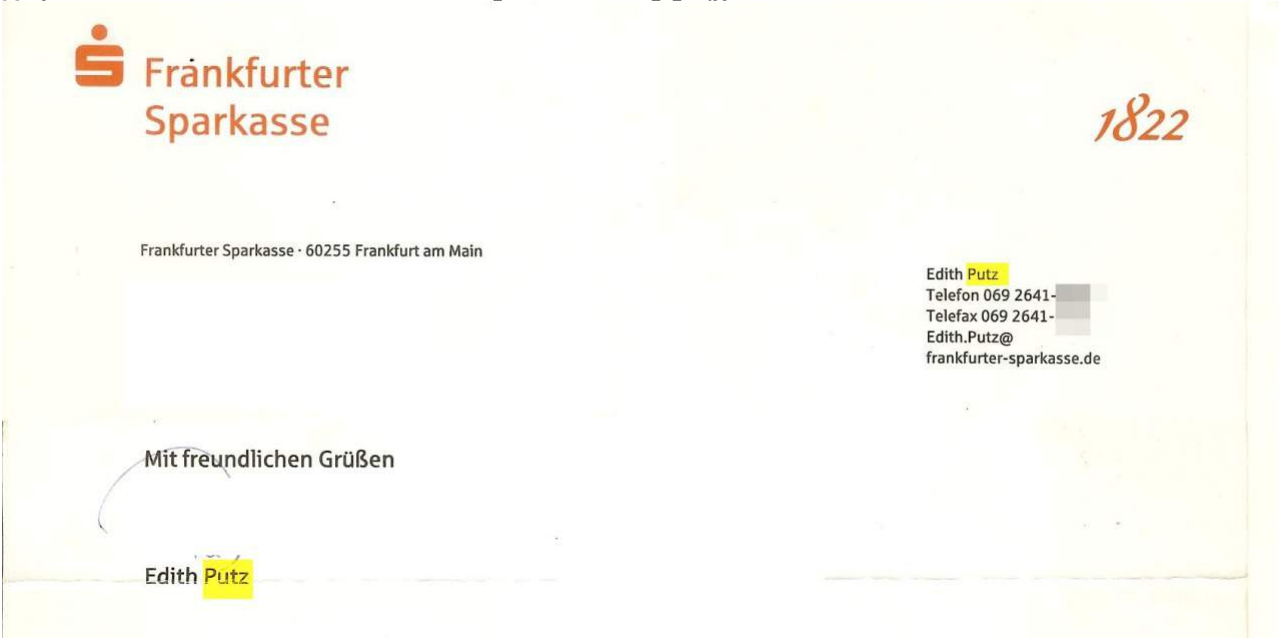 Frankfurter
Sparkasse
1822
Frankfurter Sparkasse · 60255 Frankfurt am Main
Edith Putz
Telefon 069 2641-
Telefax 069 2641-
Edith.Putz@
frankfurter-sparkasse.de
Mit freundlichen Grüßen
Edith Putz